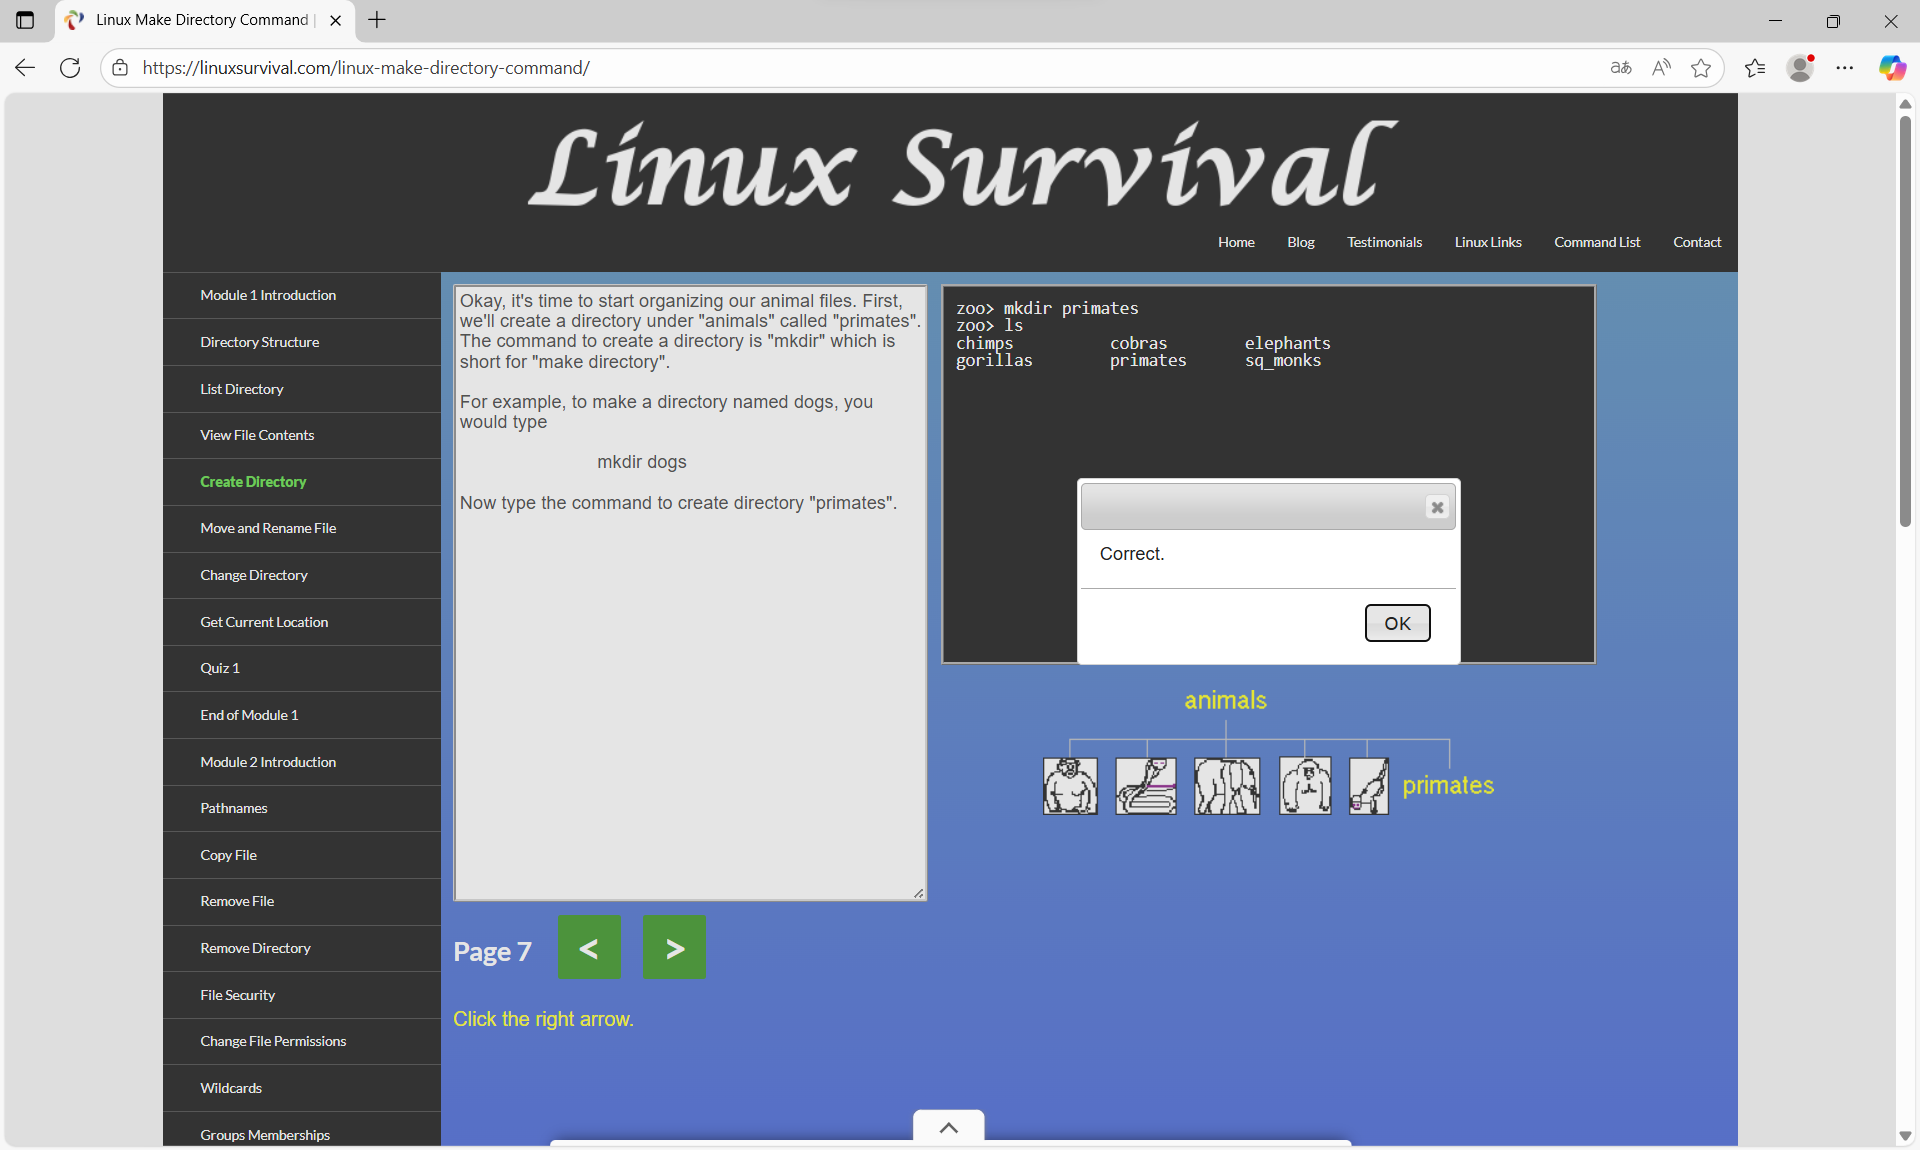 Linux Make Directory Command |
https://linuxsurvival.com/linux-make-directory-command/
Linux Survival
Home Blog Testimonials Linux Links Command List Contact
Module 1 Introduction
Directory Structure
List Directory
View File Contents
Create Directory
Move and Rename File
Change Directory
Get Current Location
Quiz 1
End of Module 1
Module 2 Introduction
Pathnames
Copy File
Remove File
Remove Directory
File Security
Change File Permissions
Wildcards
Groups Memberships
Okay, it's time to start organizing our animal files. First,
we'll create a directory under "animals" called "primates".
The command to create a directory is "mkdir" which is
short for "make directory".
For example, to make a directory named dogs, you
would type
mkdir dogs
Now type the command to create directory "primates".
Page 7 < >
Click the right arrow.
zoo> mkdir primates
zoo> ls
chimps cobras elephants
gorillas primates sq_monks
Correct.
OK
animals
primates